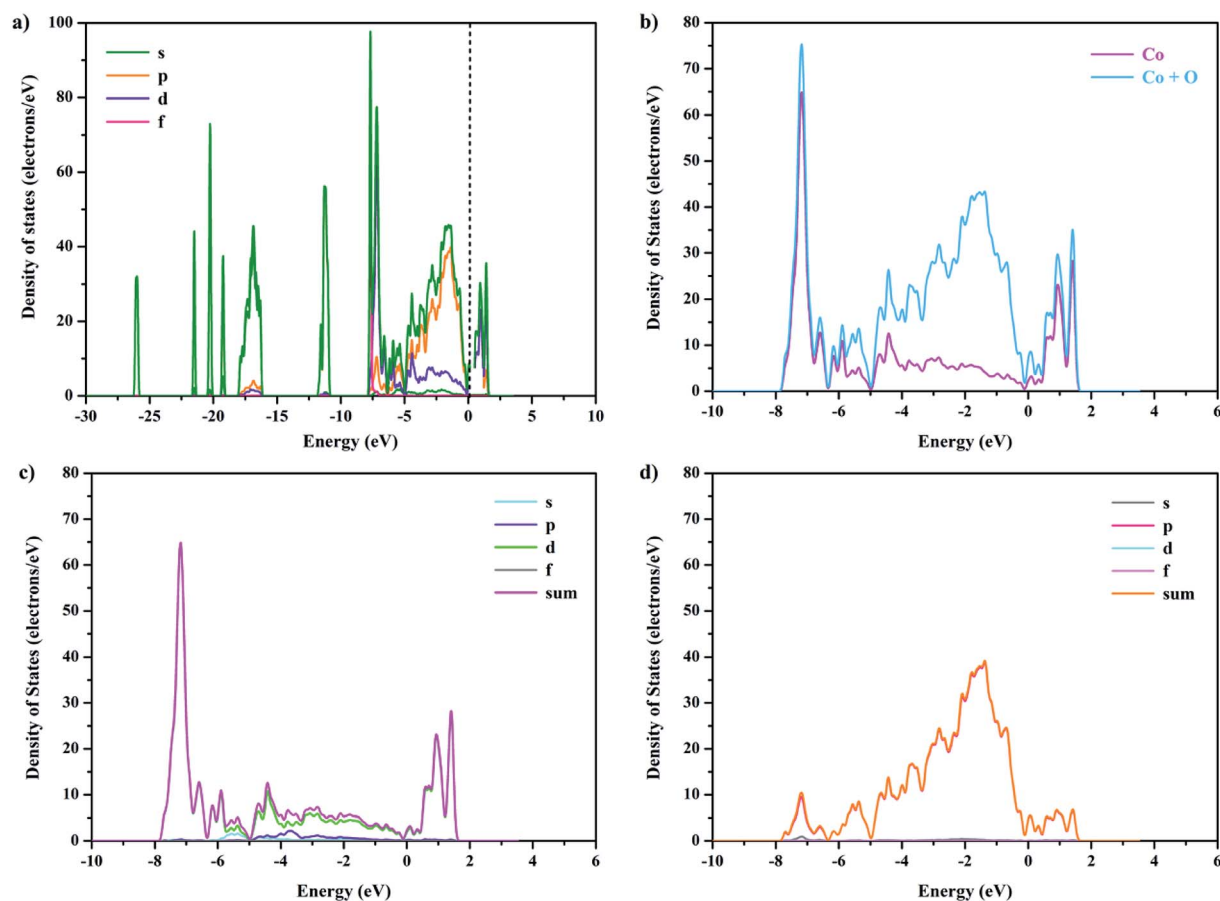 a)
100
80
60
40
20
0
s
p
d
f
-30 -25 -20 -15 -10 -5 0 5 10
Energy (eV)
Density of states (electrons/eV)
b)
80
70
60
50
40
30
20
10
0
Co
Co + O
-10 -8 -6 -4 -2 0 2 4 6
Energy (eV)
Density of States (electrons/eV)
c)
80
70
60
50
40
30
20
10
0
s
p
d
f
sum
-10 -8 -6 -4 -2 0 2 4 6
Energy (eV)
Density of States (electrons/eV)
d)
80
70
60
50
40
30
20
10
0
s
p
d
f
sum
-10 -8 -6 -4 -2 0 2 4 6
Energy (eV)
Density of States (electrons/eV)